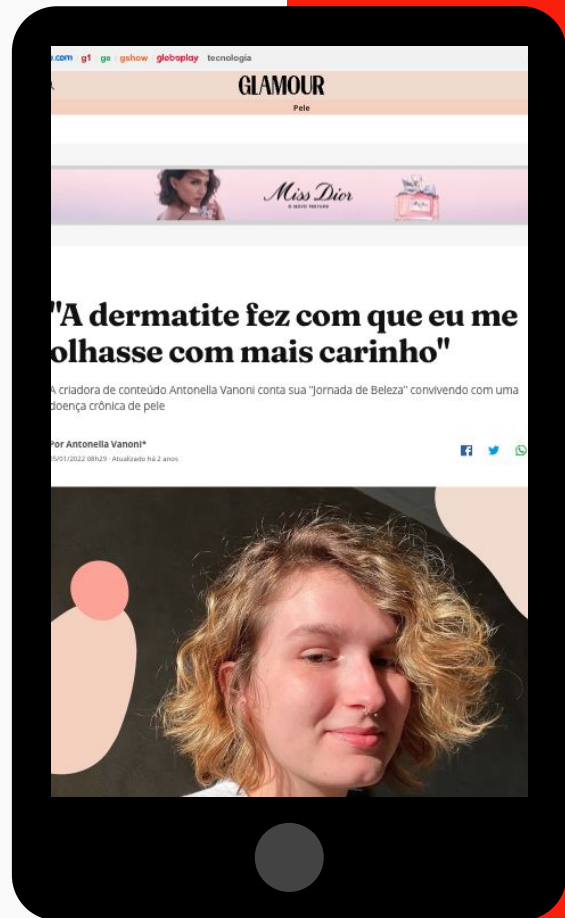 .com g1 ge gshow globoplay tecnologia
GLAMOUR
Pele
Miss Dior
"A dermatite fez com que eu me
olhasse com mais carinho"
A criadora de conteúdo Antonella Vanoni conta sua "Jornada de Beleza" convivendo com uma
doença crônica de pele
Por Antonella Vanoni*
15/01/2022 08h29 · Atualizado há 2 anos